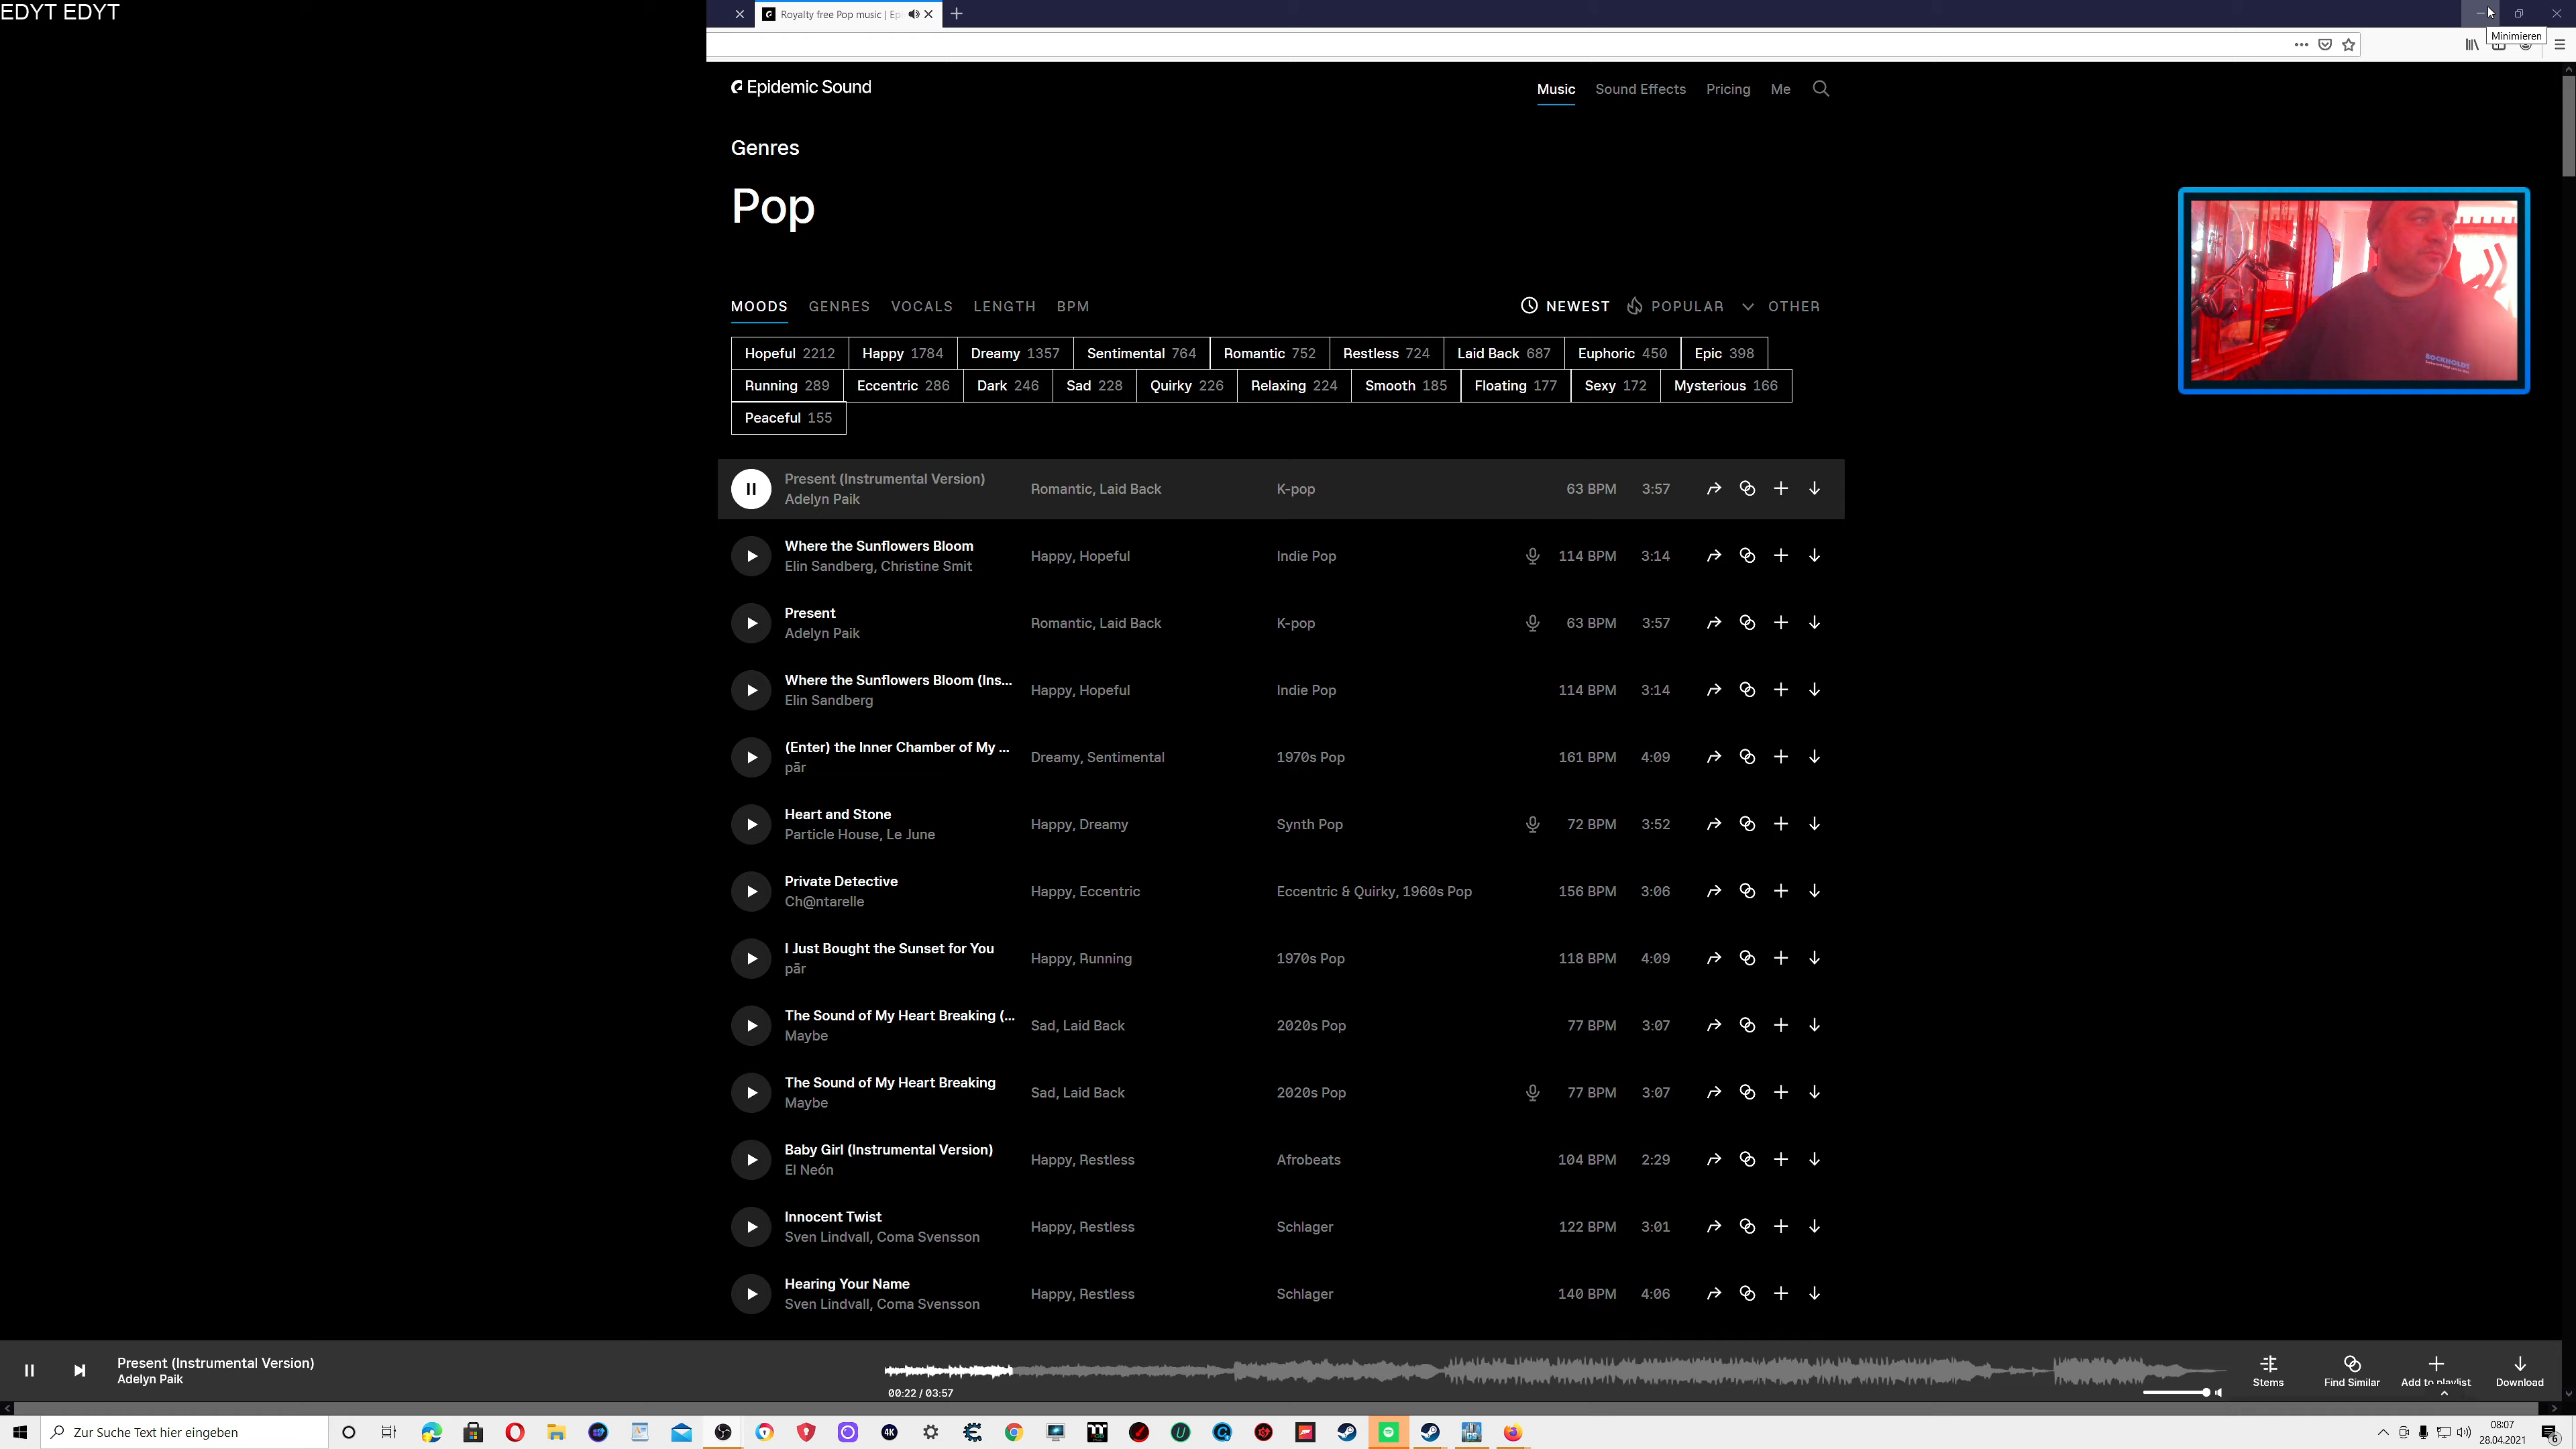 EDYT EDYT
Royalty free Pop music | Ep
Minimieren
Epidemic Sound
Music Sound Effects Pricing Me
Genres
Pop
MOODS GENRES VOCALS LENGTH BPM NEWEST POPULAR OTHER
Hopeful 2212 Happy 1784 Dreamy 1357 Sentimental 764 Romantic 752 Restless 724 Laid Back 687 Euphoric 450 Epic 398
Running 289 Eccentric 286 Dark 246 Sad 228 Quirky 226 Relaxing 224 Smooth 185 Floating 177 Sexy 172 Mysterious 166
Peaceful 155
Present (Instrumental Version)
Adelyn Paik
Romantic, Laid Back K-pop 63 BPM 3:57
Where the Sunflowers Bloom
Elin Sandberg, Christine Smit
Happy, Hopeful Indie Pop 114 BPM 3:14
Present
Adelyn Paik
Romantic, Laid Back K-pop 63 BPM 3:57
Where the Sunflowers Bloom (Ins...
Elin Sandberg
Happy, Hopeful Indie Pop 114 BPM 3:14
(Enter) the Inner Chamber of My ...
pär
Dreamy, Sentimental 1970s Pop 161 BPM 4:09
Heart and Stone
Particle House, Le June
Happy, Dreamy Synth Pop 72 BPM 3:52
Private Detective
Ch@ntarelle
Happy, Eccentric Eccentric & Quirky, 1960s Pop 156 BPM 3:06
I Just Bought the Sunset for You
pär
Happy, Running 1970s Pop 118 BPM 4:09
The Sound of My Heart Breaking (...
Maybe
Sad, Laid Back 2020s Pop 77 BPM 3:07
The Sound of My Heart Breaking
Maybe
Sad, Laid Back 2020s Pop 77 BPM 3:07
Baby Girl (Instrumental Version)
El Neón
Happy, Restless Afrobeats 104 BPM 2:29
Innocent Twist
Sven Lindvall, Coma Svensson
Happy, Restless Schlager 122 BPM 3:01
Hearing Your Name
Sven Lindvall, Coma Svensson
Happy, Restless Schlager 140 BPM 4:06
Present (Instrumental Version)
Adelyn Paik
00:22 / 03:57
Stems Find Similar Add to playlist Download
Zur Suche Text hier eingeben
4K
08:07
28.04.2021
6